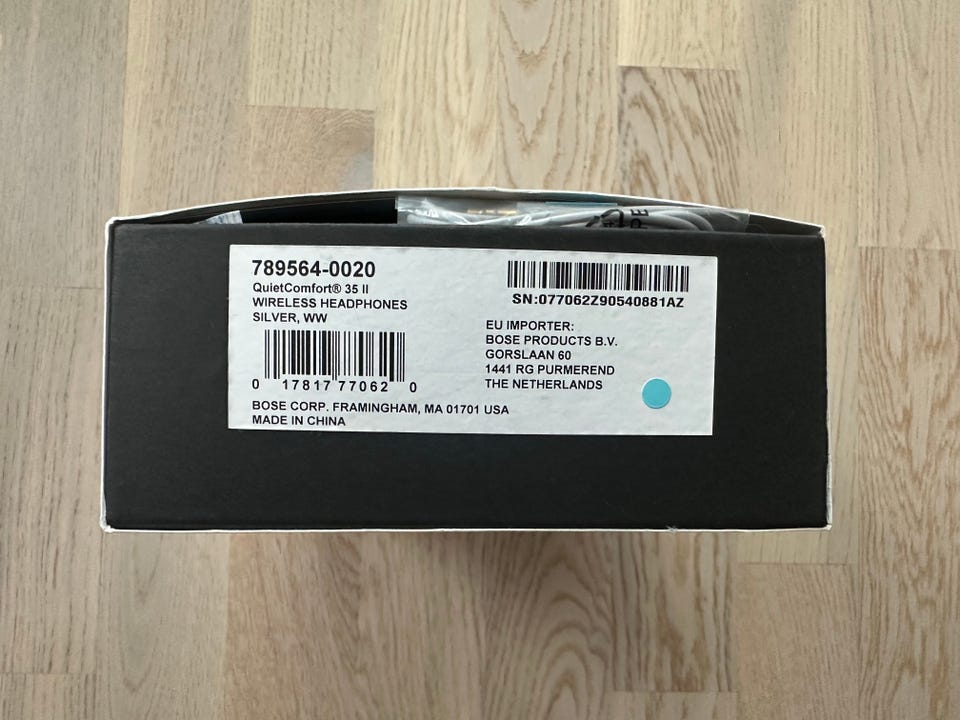 789564-0020
QuietComfort® 35 II
WIRELESS HEADPHONES
SILVER, WW
0 17817 77062 0
BOSE CORP. FRAMINGHAM, MA 01701 USA
MADE IN CHINA
SN:077062Z90540881AZ
EU IMPORTER:
BOSE PRODUCTS B.V.
GORSLAAN 60
1441 RG PURMEREND
THE NETHERLANDS